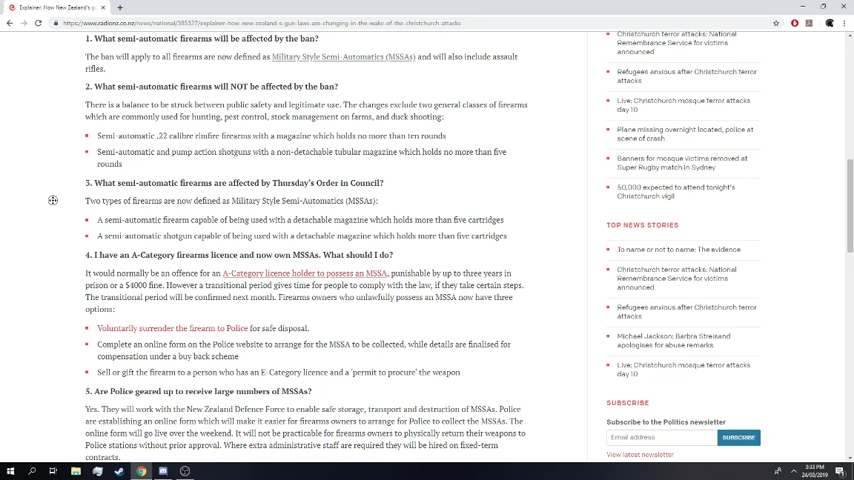 Explainer: How New Zealand's g
https://www.radionz.co.nz/news/national/385327/explainer-how-new-zealand-s-gun-laws-are-changing-in-the-wake-of-the-christchurch-attacks
1. What semi-automatic firearms will be affected by the ban?
The ban will apply to all firearms are now defined as Military Style Semi-Automatics (MSSAs) and will also include assault
rifles.
2. What semi-automatic firearms will NOT be affected by the ban?
There is a balance to be struck between public safety and legitimate use. The changes exclude two general classes of firearms
which are commonly used for hunting, pest control, stock management on farms, and duck shooting:
Semi-automatic .22 calibre rimfire firearms with a magazine which holds no more than ten rounds
Semi-automatic and pump action shotguns with a non-detachable tubular magazine which holds no more than five
rounds
3. What semi-automatic firearms are affected by Thursday's Order in Council?
Two types of firearms are now defined as Military Style Semi-Automatics (MSSAs):
A semi-automatic firearm capable of being used with a detachable magazine which holds more than five cartridges
A semi-automatic shotgun capable of being used with a detachable magazine which holds more than five cartridges
4. I have an A-Category firearms licence and now own MSSAs. What should I do?
It would normally be an offence for an A-Category licence holder to possess an MSSA, punishable by up to three years in
prison or a $4000 fine. However a transitional period gives time for people to comply with the law, if they take certain steps.
The transitional period will be confirmed next month. Firearms owners who unlawfully possess an MSSA now have three
options:
Voluntarily surrender the firearm to Police for safe disposal.
Complete an online form on the Police website to arrange for the MSSA to be collected, while details are finalised for
compensation under a buy back scheme
Sell or gift the firearm to a person who has an E-Category licence and a 'permit to procure' the weapon
5. Are Police geared up to receive large numbers of MSSAs?
Yes. They will work with the New Zealand Defence Force to enable safe storage, transport and destruction of MSSAs. Police
are establishing an online form which will make it easier for firearms owners to arrange for Police to collect the MSSAs. The
online form will go live over the weekend. It will not be practicable for firearms owners to physically return their weapons to
Police stations without prior approval. Where extra administrative staff are required they will be hired on fixed-term
contracts.
Christchurch terror attacks: National
Remembrance Service for victims
announced
Refugees anxious after Christchurch terror
attacks
Live: Christchurch mosque terror attacks
day 10
Plane missing overnight located, police at
scene of crash
Banners for mosque victims removed at
Super Rugby match in Sydney
50,000 expected to attend tonight's
Christchurch vigil
TOP NEWS STORIES
To name or not to name: The evidence
Christchurch terror attacks: National
Remembrance Service for victims
announced
Refugees anxious after Christchurch terror
attacks
Michael Jackson: Barbra Streisand
apologises for abuse remarks
Live: Christchurch mosque terror attacks
day 10
SUBSCRIBE
Subscribe to the Politics newsletter
Email address
SUBSCRIBE
View latest newsletter
3:23 PM
24/03/2019